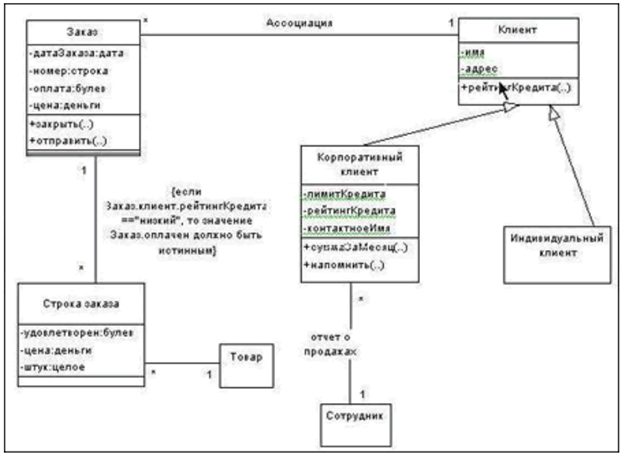 Заказ
-датаЗаказа:дата
-номер:строка
-оплата:булев
-цена:деньги
+закрыть(..)
+отправить(..)
*
Ассоциация
1
Клиент
-имя
-адрес
+рейтингКредита(..)
1
{если
Заказ.клиент.рейтингКредита
=="низкий", то значение
Заказ.оплачен должно быть
истинным}
*
Корпоративный
клиент
-лимитКредита
-рейтингКредита
-контактноеИмя
+суммаЗаМесяц(..)
+напомнить(..)
Индивидуальный
клиент
Строка заказа
-удовлетворен:булев
-цена:деньги
-штук:целое
*
1
Товар
*
отчет о
продажах
1
Сотрудник